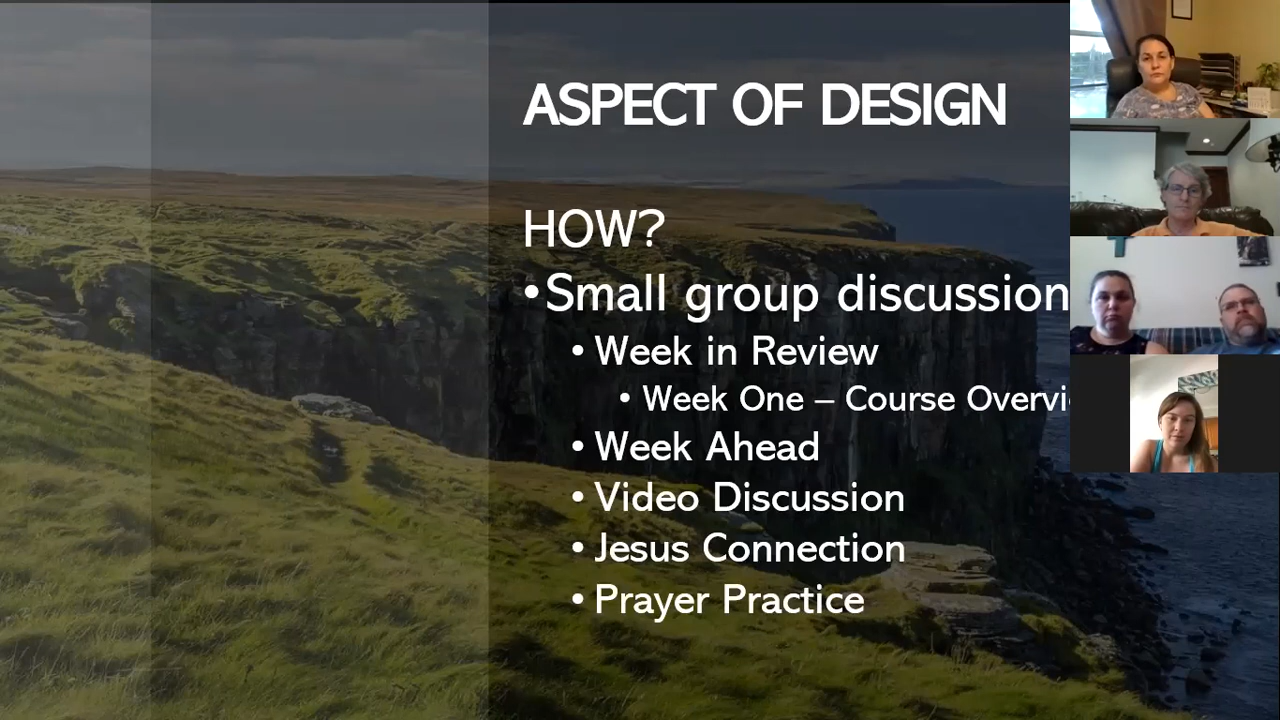 ASPECT OF DESIGN
HOW?
•Small group discussion
• Week in Review
• Week One – Course Overvi
• Week Ahead
• Video Discussion
• Jesus Connection
• Prayer Practice